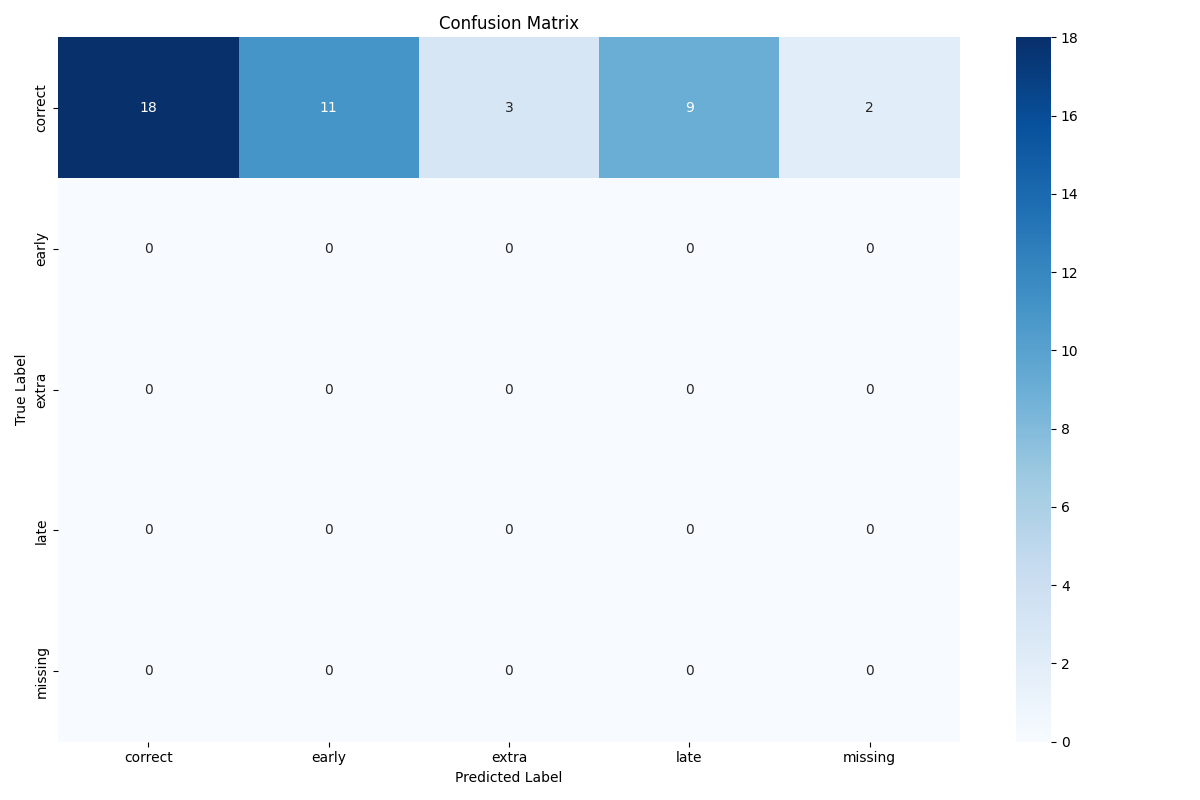 Confusion Matrix
True Label
correct 18 11 3 9 2
early 0 0 0 0 0
extra 0 0 0 0 0
late 0 0 0 0 0
missing 0 0 0 0 0
correct early extra late missing
Predicted Label
18
16
14
12
10
8
6
4
2
0